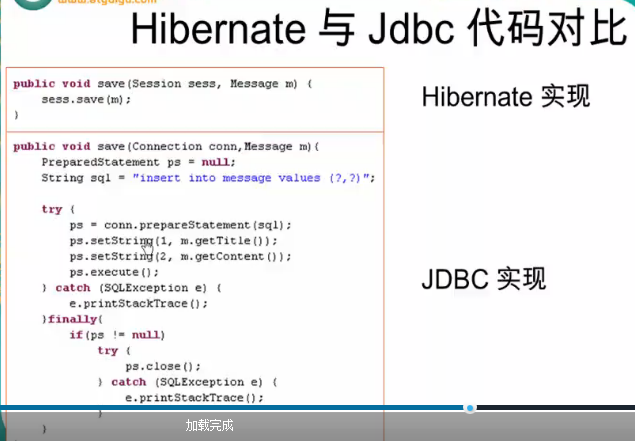 www.atguigu.com
Hibernate 与 Jdbc 代码对比
public void save(Session sess, Message m) {
sess.save(m);
}
Hibernate 实现
public void save(Connection conn,Message m){
PreparedStatement ps = null;
String sql = "insert into message values (?,?)";
try {
ps = conn.prepareStatement(sql);
ps.setString(1, m.getTitle());
ps.setString(2, m.getContent());
ps.execute();
} catch (SQLException e) {
e.printStackTrace();
}finally{
if(ps != null)
try {
ps.close();
} catch (SQLException e) {
e.printStackTrace();
}
}
JDBC 实现
加载完成